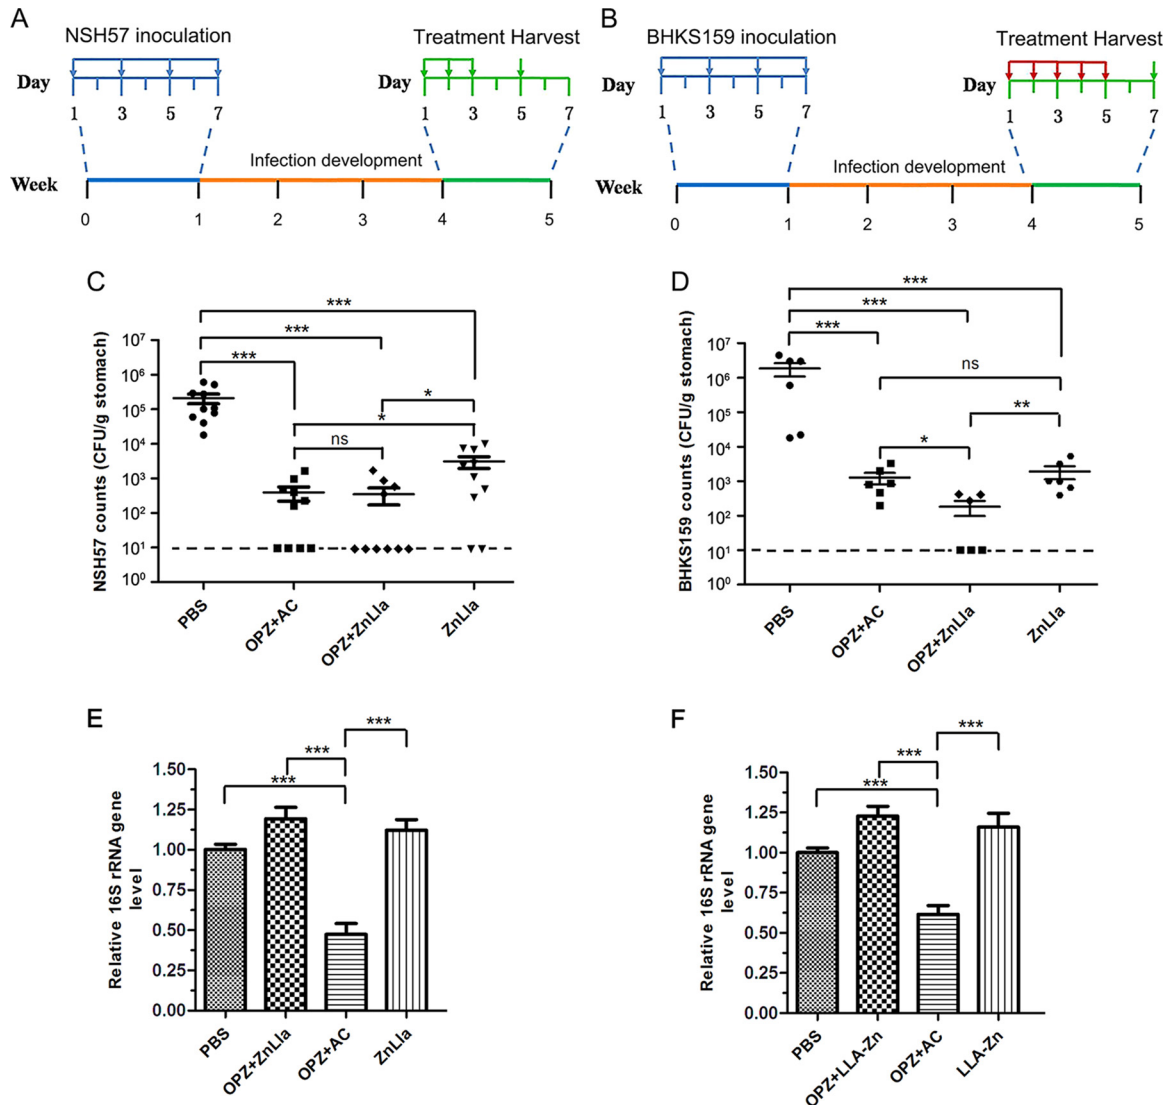 A
NSH57 inoculation
Treatment Harvest
Day
1 3 5 7
Day
1 3 5 7
Infection development
Week
0 1 2 3 4 5
B
BHKS159 inoculation
Treatment Harvest
Day
1 3 5 7
Day
1 3 5 7
Infection development
Week
0 1 2 3 4 5
C
***
***
***
*
*
ns
NSH57 counts (CFU/g stomach)
10⁷
10⁶
10⁵
10⁴
10³
10²
10¹
10⁰
PBS
OPZ+AC
OPZ+ZnLla
ZnLla
D
***
***
***
ns
**
*
BHKS159 counts (CFU/g stomach)
10⁷
10⁶
10⁵
10⁴
10³
10²
10¹
10⁰
PBS
OPZ+AC
OPZ+ZnLla
ZnLla
E
***
***
***
Relative 16S rRNA gene
level
1.50
1.25
1.00
0.75
0.50
0.25
0.00
PBS
OPZ+ZnLla
OPZ+AC
ZnLla
F
***
***
***
Relative 16S rRNA gene
level
1.50
1.25
1.00
0.75
0.50
0.25
0.00
PBS
OPZ+LLA-Zn
OPZ+AC
LLA-Zn